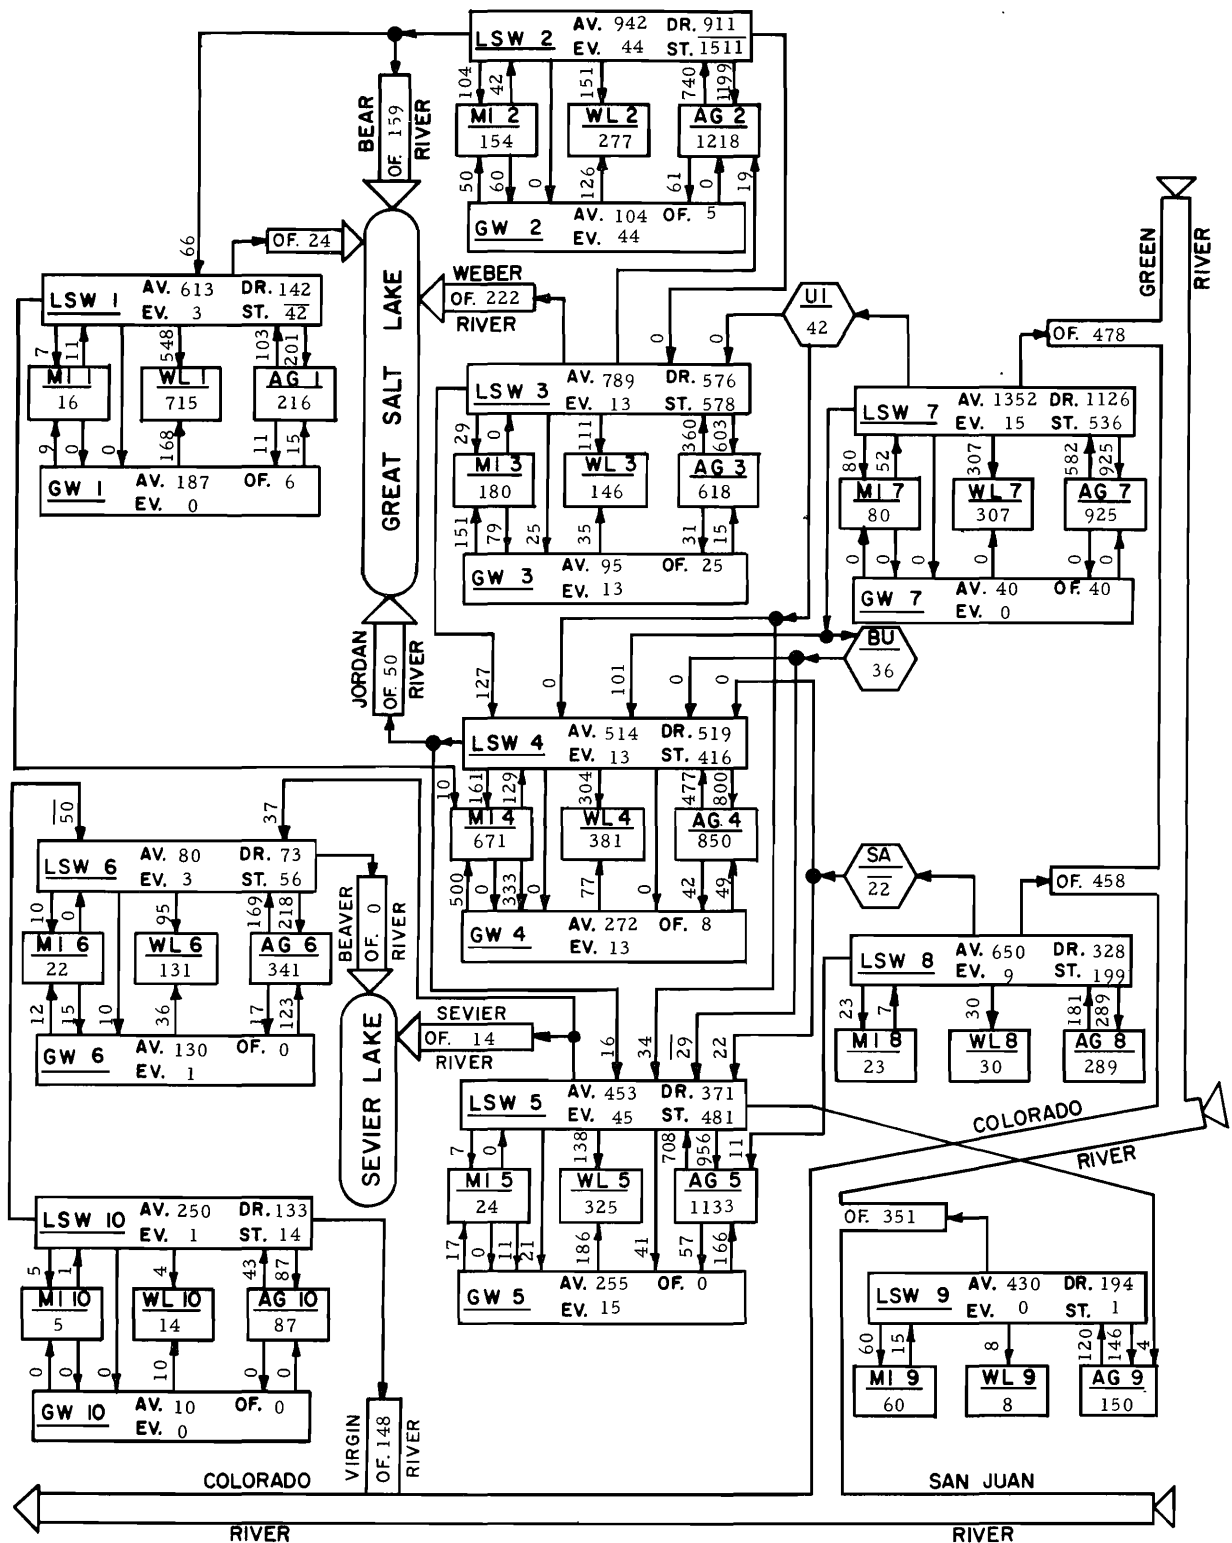 LSW 2 AV. 942 DR. 911
EV. 44 ST. 1511
104 42 151 740 1199
MI 2 WL 2 AG 2
154 277 1218
50 60 0 126 61 0 19
GW 2 AV. 104 OF. 5
EV. 44
BEAR
OF. 159
RIVER
66
OF. 24
LSW 1 AV. 613 DR. 142
EV. 3 ST. 42
7 11 548 103 201
MI 1 WL 1 AG 1
16 715 216
9 0 0 168 11 15
GW 1 AV. 187 OF. 6
EV. 0
GREAT SALT LAKE
WEBER
OF. 222
RIVER
0 0
UI
42
LSW 3 AV. 789 DR. 576
EV. 13 ST. 578
29 0 111 360 603
MI 3 WL 3 AG 3
180 146 618
151 79 25 35 31 15
GW 3 AV. 95 OF. 25
EV. 13
GREEN
RIVER
OF. 478
LSW 7 AV. 1352 DR. 1126
EV. 15 ST. 536
80 52 307 582 925
MI 7 WL 7 AG 7
80 307 925
0 0 0 0 0 0
GW 7 AV. 40 OF. 40
EV. 0
BU
36
JORDAN
OF. 50
RIVER
127 0 101 0 0
LSW 4 AV. 514 DR. 519
EV. 13 ST. 416
10 161 129 304 477 800
MI 4 WL 4 AG 4
671 381 850
500 0 333 0 77 0 42 49
GW 4 AV. 272 OF. 8
EV. 13
50 37
LSW 6 AV. 80 DR. 73
EV. 3 ST. 56
10 0 95 169 218
MI 6 WL 6 AG 6
22 131 341
12 15 10 36 17 123
GW 6 AV. 130 OF. 0
EV. 1
BEAVER
OF. 0
RIVER
SEVIER LAKE
SEVIER
OF. 14
RIVER
SA
22
OF. 458
LSW 8 AV. 650 DR. 328
EV. 9 ST. 199
23 7 30 181 289
MI 8 WL 8 AG 8
23 30 289
16 34 29 22
LSW 5 AV. 453 DR. 371
EV. 45 ST. 481
7 0 138 708 956 11
MI 5 WL 5 AG 5
24 325 1133
17 0 11 21 186 41 57 166
GW 5 AV. 255 OF. 0
EV. 15
COLORADO
RIVER
LSW 10 AV. 250 DR. 133
EV. 1 ST. 14
5 1 4 43 87
MI 10 WL 10 AG 10
5 14 87
0 0 0 10 0 0
GW 10 AV. 10 OF. 0
EV. 0
VIRGIN
OF. 148
RIVER
OF. 351
LSW 9 AV. 430 DR. 194
EV. 0 ST. 1
60 15 8 120 146 4
MI 9 WL 9 AG 9
60 8 150
COLORADO
RIVER
SAN JUAN
RIVER